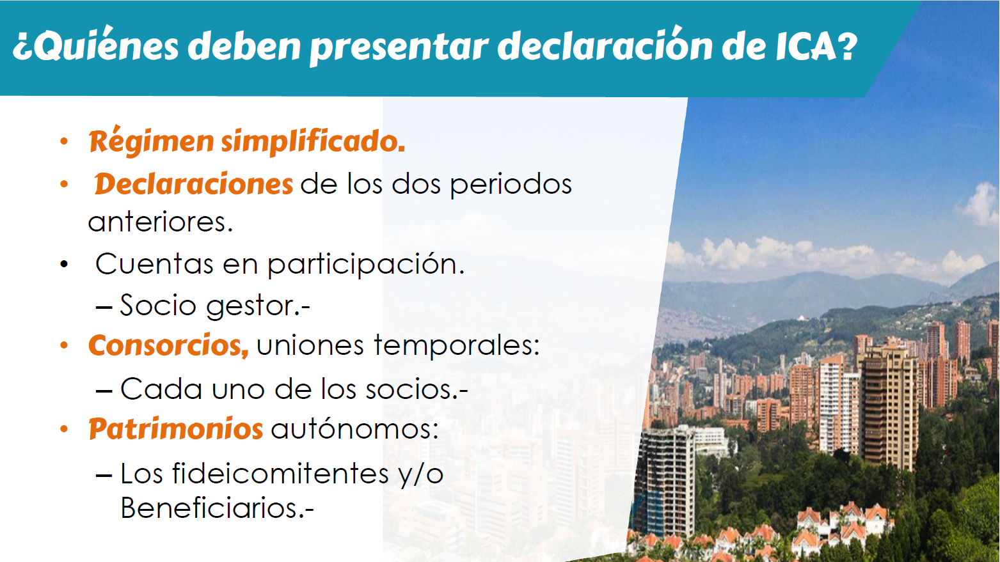 ¿Quiénes deben presentar declaración de ICA?
• Régimen simplificado.
• Declaraciones de los dos periodos
anteriores.
• Cuentas en participación.
– Socio gestor.-
• Consorcios, uniones temporales:
– Cada uno de los socios.-
• Patrimonios autónomos:
– Los fideicomitentes y/o
Beneficiarios.-